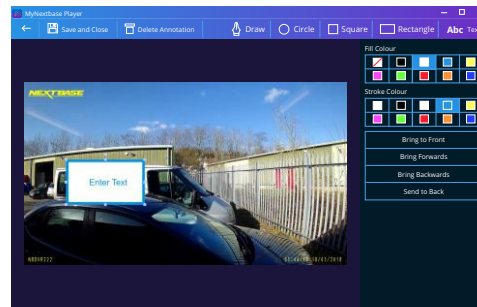 MyNextbase Player
Save and Close Delete Annotation Draw Circle Square Rectangle Abc Tex
Fill Colour
NEXTBASE
Stroke Colour
Bring to Front
Bring Forwards
Enter Text
Bring Backwards
Send to Back